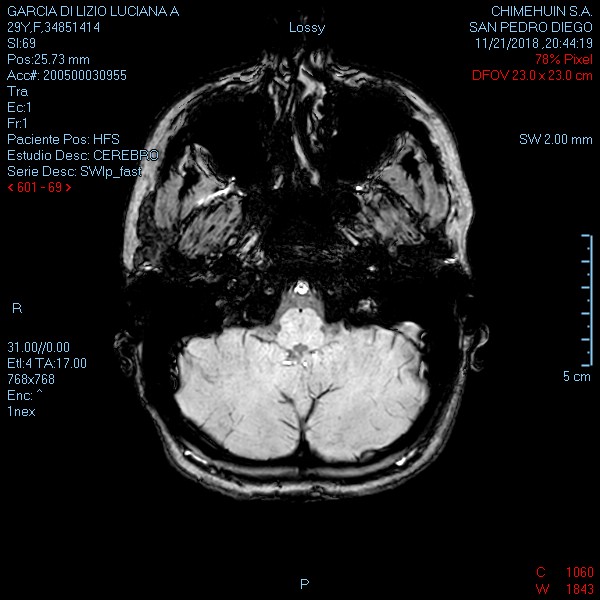 GARCIA DI LIZIO LUCIANA A
29Y,F,34851414
Sl:69
Pos:25.73 mm
Acc#: 200500030955
Tra
Ec:1
Fr:1
Paciente Pos: HFS
Estudio Desc: CEREBRO
Serie Desc: SWIp_fast
< 601 - 69 >
Lossy
CHIMEHUIN S.A.
SAN PEDRO DIEGO
11/21/2018 ,20:44:19
78% Pixel
DFOV 23.0 x 23.0 cm
SW 2.00 mm
R
31.00//0.00
Etl:4 TA:17.00
768x768
Enc: ^
1nex
5 cm
P
C 1060
W 1843